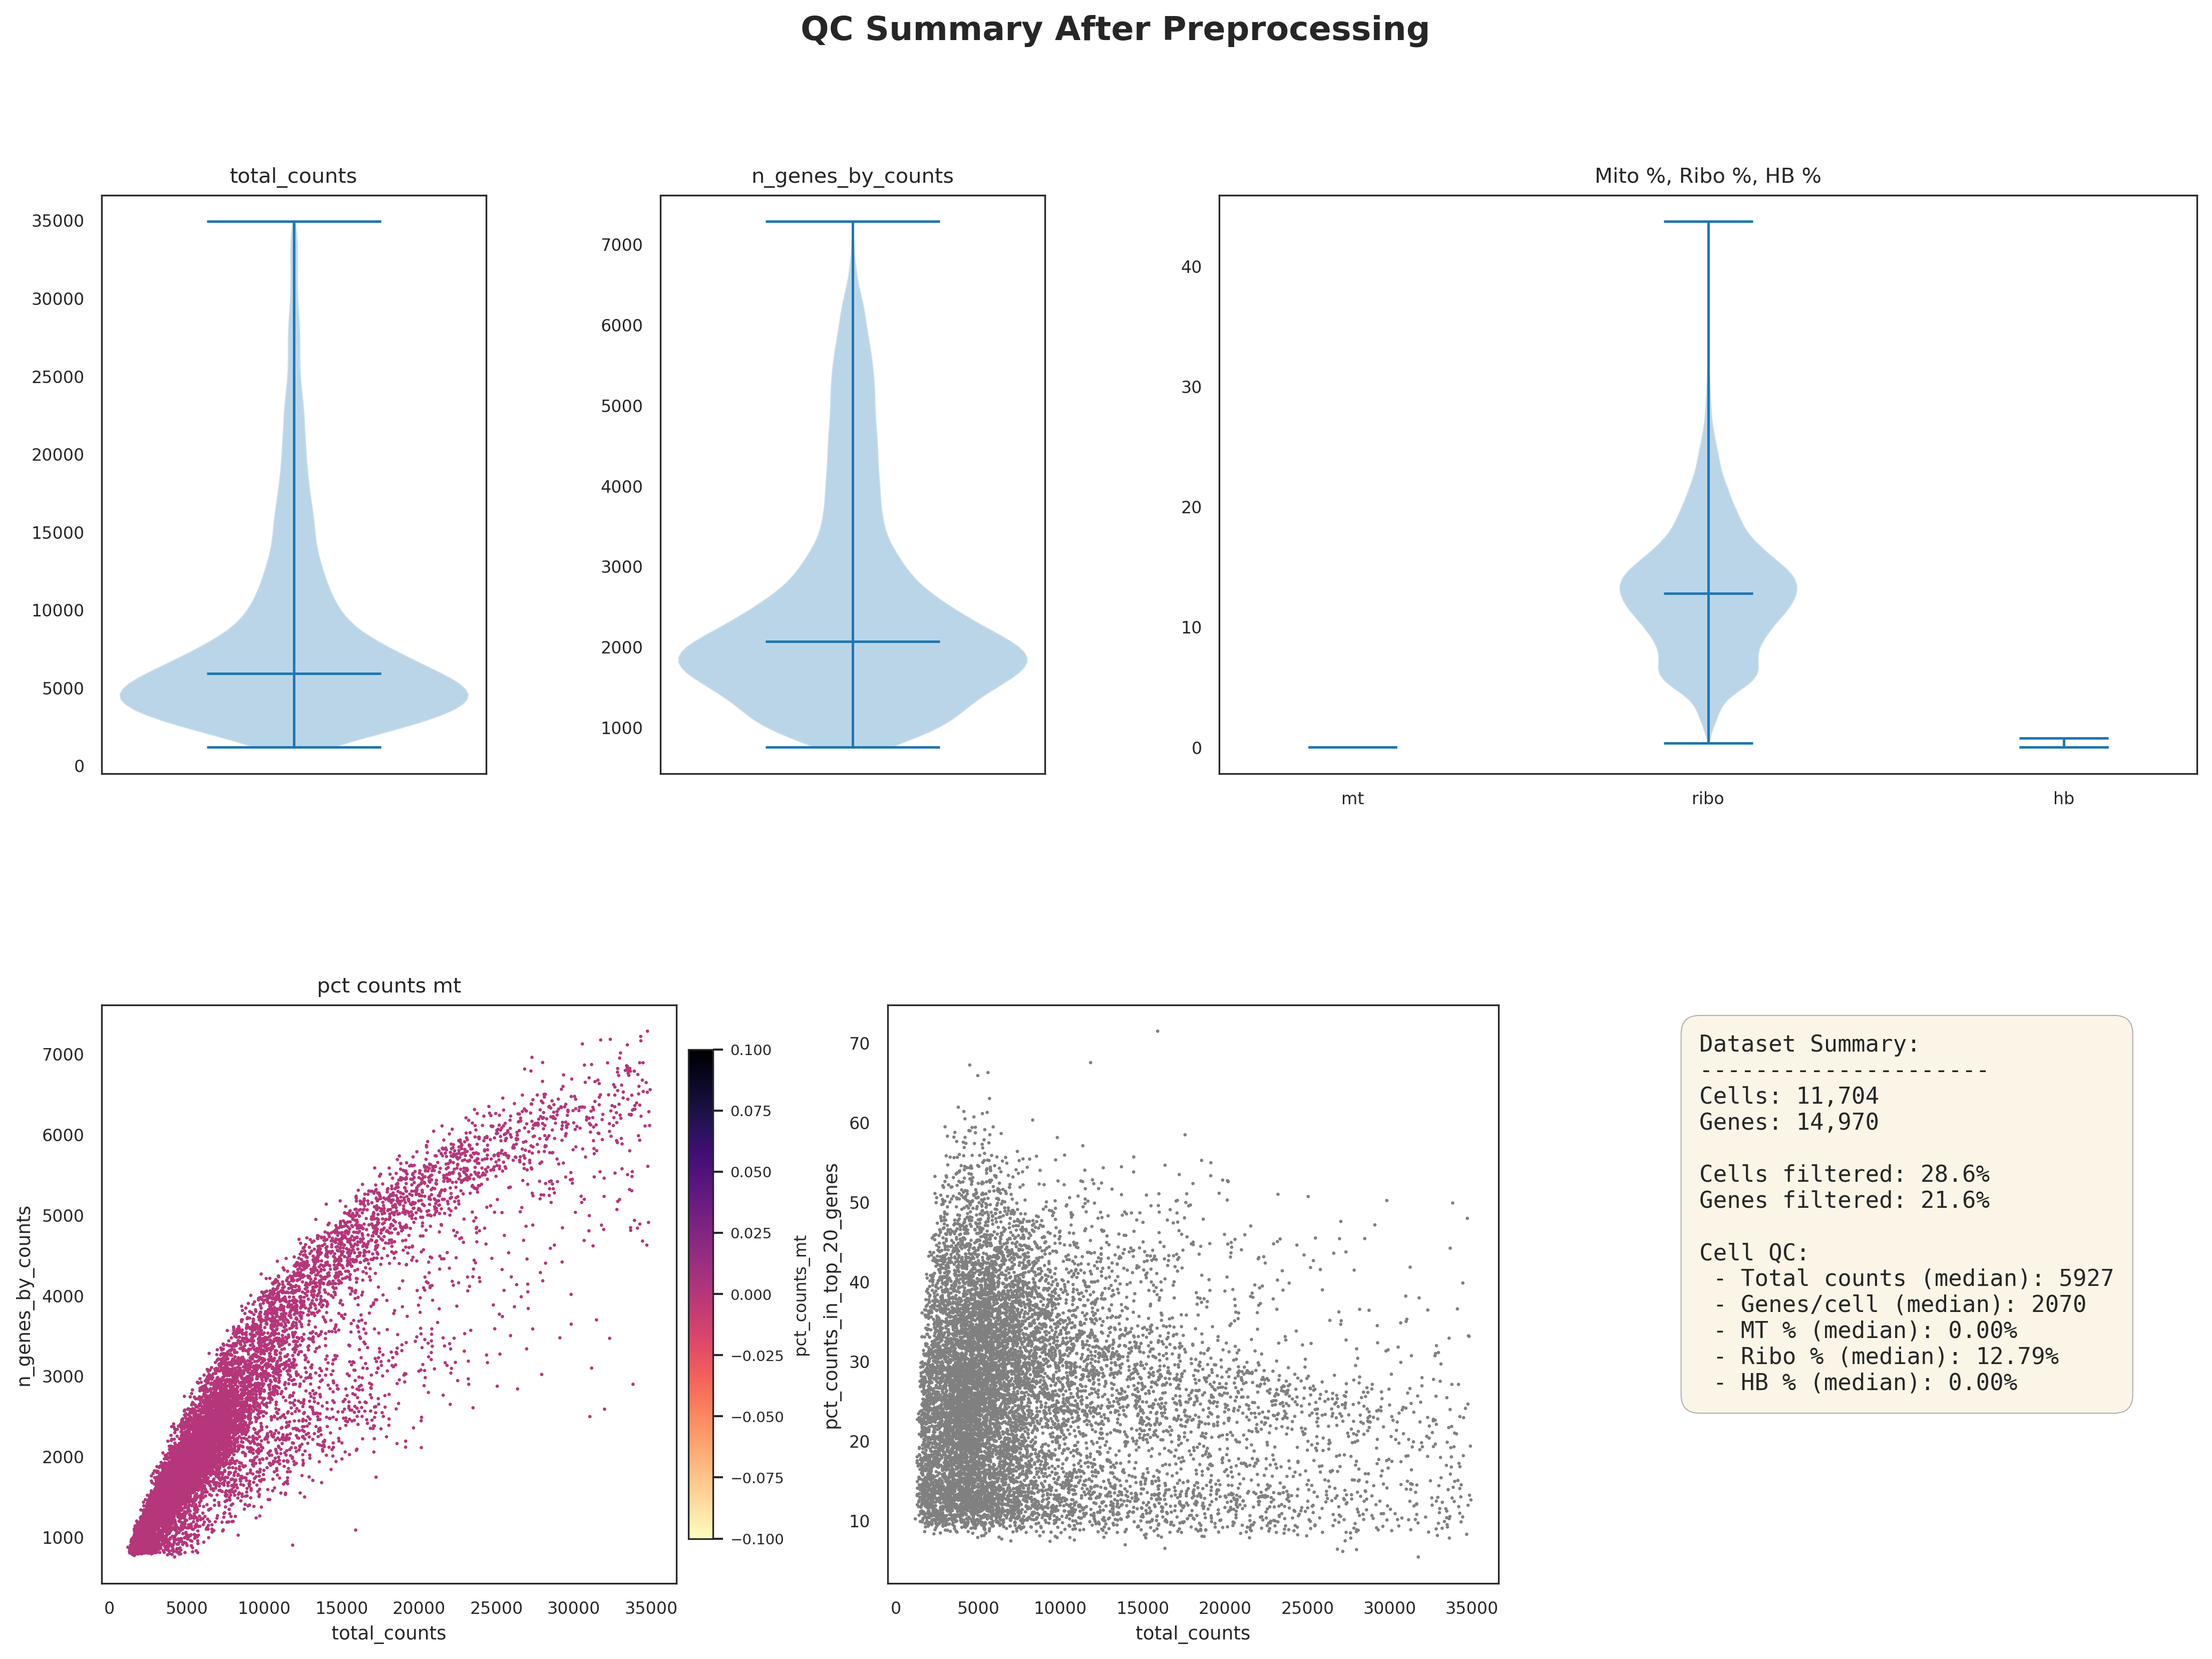 QC Summary After Preprocessing
total_counts
35000
30000
25000
20000
15000
10000
5000
0
n_genes_by_counts
7000
6000
5000
4000
3000
2000
1000
Mito %, Ribo %, HB %
40
30
20
10
0
mt
ribo
hb
pct counts mt
n_genes_by_counts
7000
6000
5000
4000
3000
2000
1000
0
5000
10000
15000
20000
25000
30000
35000
total_counts
0.100
0.075
0.050
0.025
0.000
−0.025
−0.050
−0.075
−0.100
pct_counts_mt
pct_counts_in_top_20_genes
70
60
50
40
30
20
10
0
5000
10000
15000
20000
25000
30000
35000
total_counts
Dataset Summary:
---------------------
Cells: 11,704
Genes: 14,970
Cells filtered: 28.6%
Genes filtered: 21.6%
Cell QC:
- Total counts (median): 5927
- Genes/cell (median): 2070
- MT % (median): 0.00%
- Ribo % (median): 12.79%
- HB % (median): 0.00%